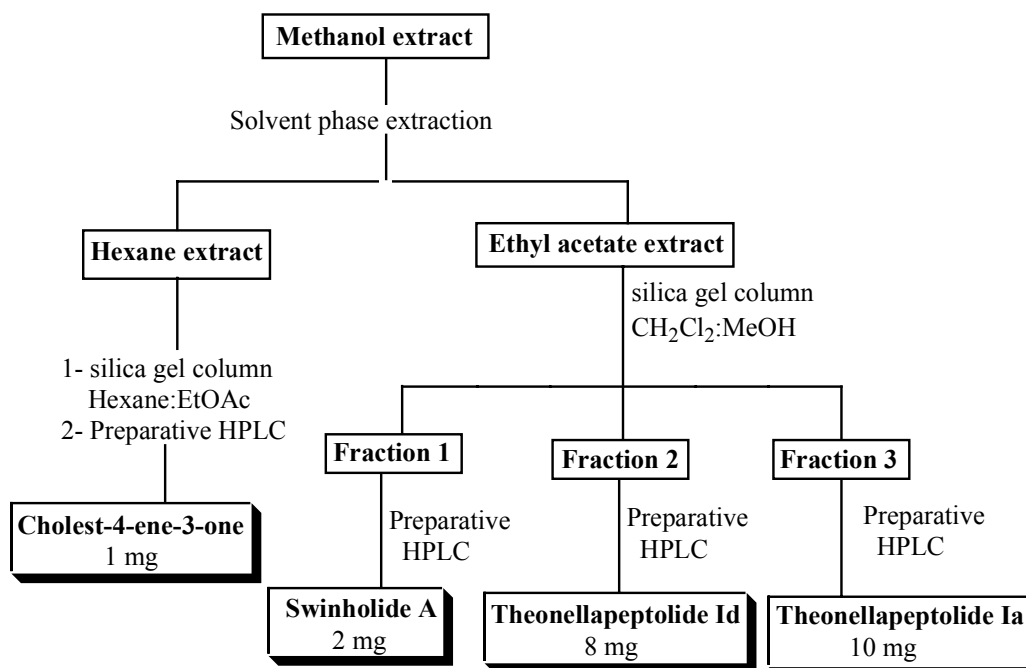 Methanol extract
Solvent phase extraction
Hexane extract
Ethyl acetate extract
silica gel column
CH2Cl2:MeOH
1- silica gel column
Hexane:EtOAc
2- Preparative HPLC
Fraction 1
Fraction 2
Fraction 3
Cholest-4-ene-3-one
1 mg
Preparative
HPLC
Preparative
HPLC
Preparative
HPLC
Swinholide A
2 mg
Theonellapeptolide Id
8 mg
Theonellapeptolide Ia
10 mg